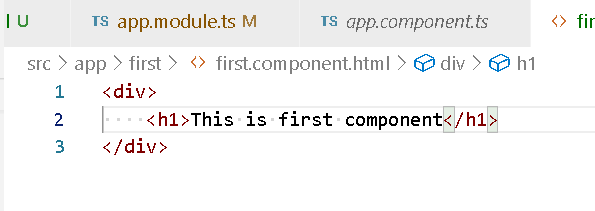 U TS app.module.ts M TS app.component.ts <> fir
src > app > first > <> first.component.html > div > h1
1 <div>
2 ····<h1>This·is·first·component</h1>
3 </div>